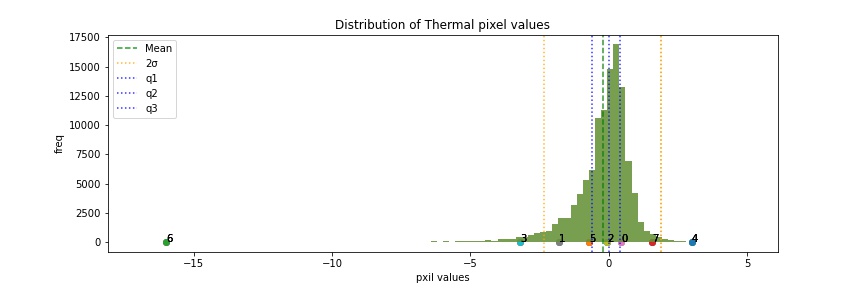 Distribution of Thermal pixel values
17500
15000
12500
10000
7500
5000
2500
0
freq
Mean
2σ
q1
q2
q3
6
3
1
5
2
0
7
4
−15
−10
−5
0
5
pxil values